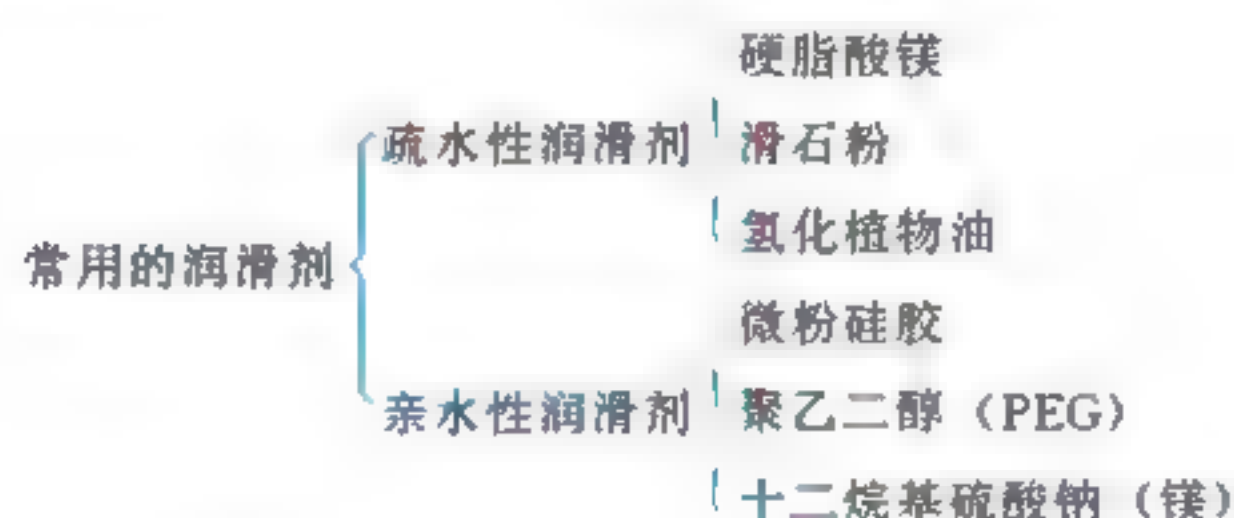 硬脂酸镁
疏水性润滑剂 滑石粉
氢化植物油
常用的润滑剂
微粉硅胶
亲水性润滑剂 聚乙二醇（PEG）
十二烷基硫酸钠（镁）